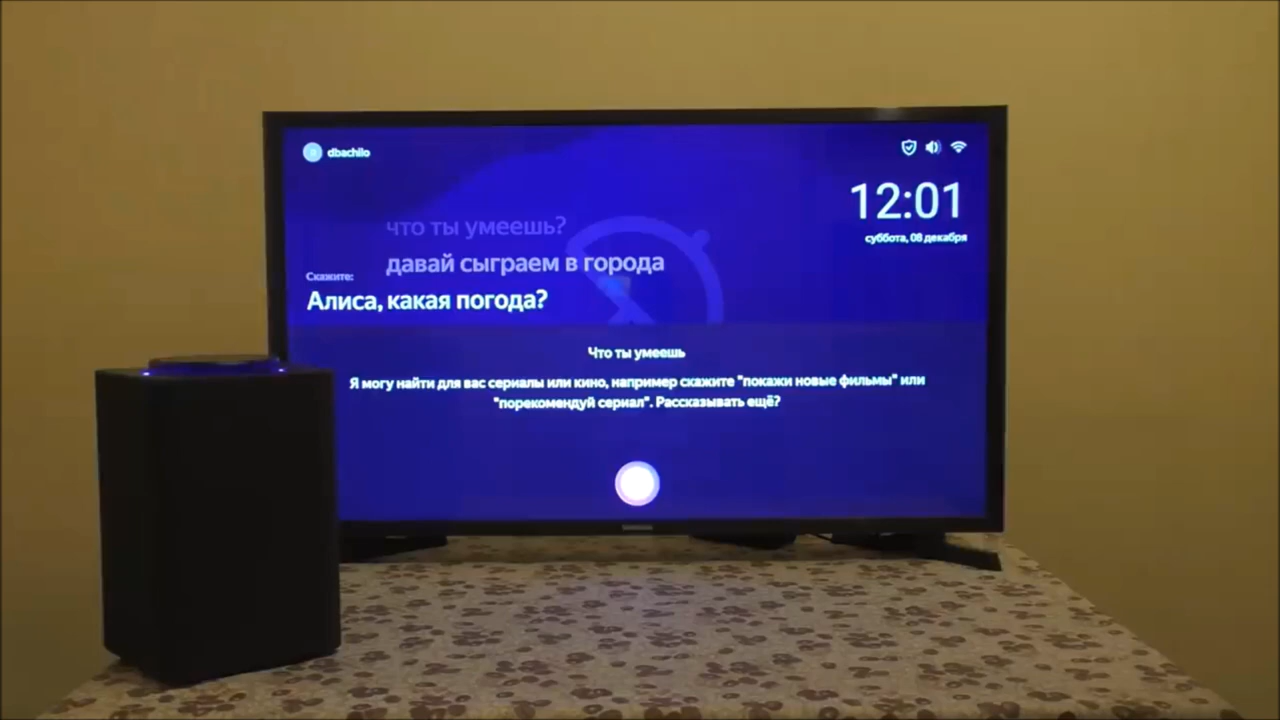 dbachilo
12:01
суббота, 08 декабря
что ты умеешь?
давай сыграем в города
Скажите:
Алиса, какая погода?
Что ты умеешь
Я могу найти для вас сериалы или кино, например скажите "покажи новые фильмы" или
"порекомендуй сериал". Рассказывать ещё?